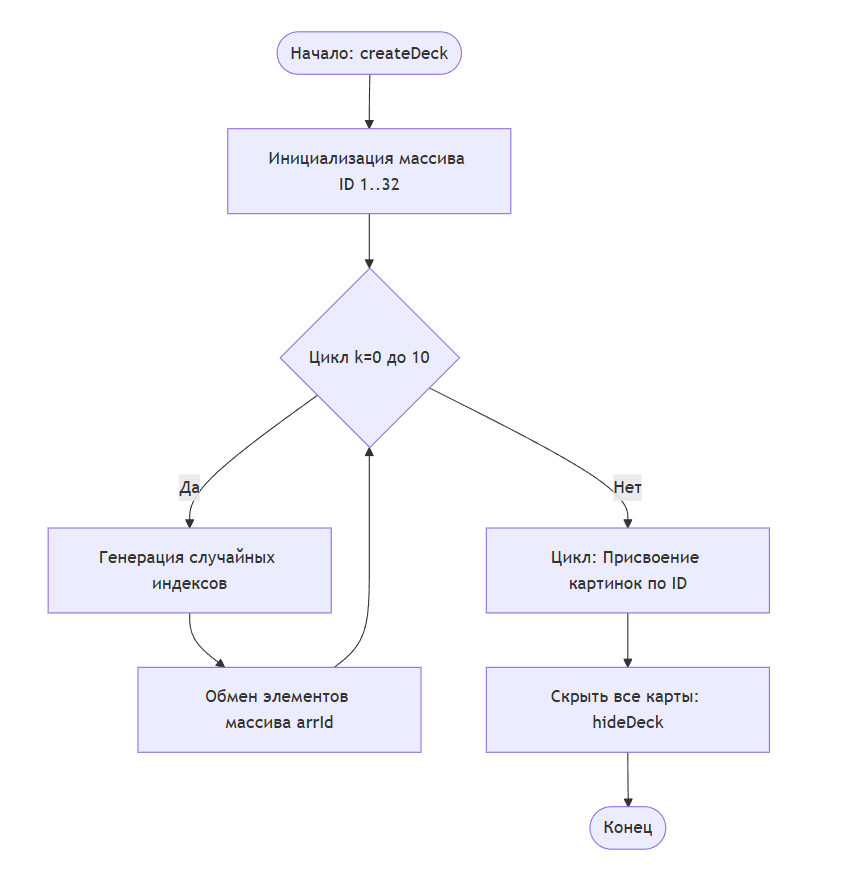 Начало: createDeck
Инициализация массива
ID 1..32
Цикл k=0 до 10
Да
Нет
Генерация случайных
индексов
Цикл: Присвоение
картинок по ID
Обмен элементов
массива arrId
Скрыть все карты:
hideDeck
Конец